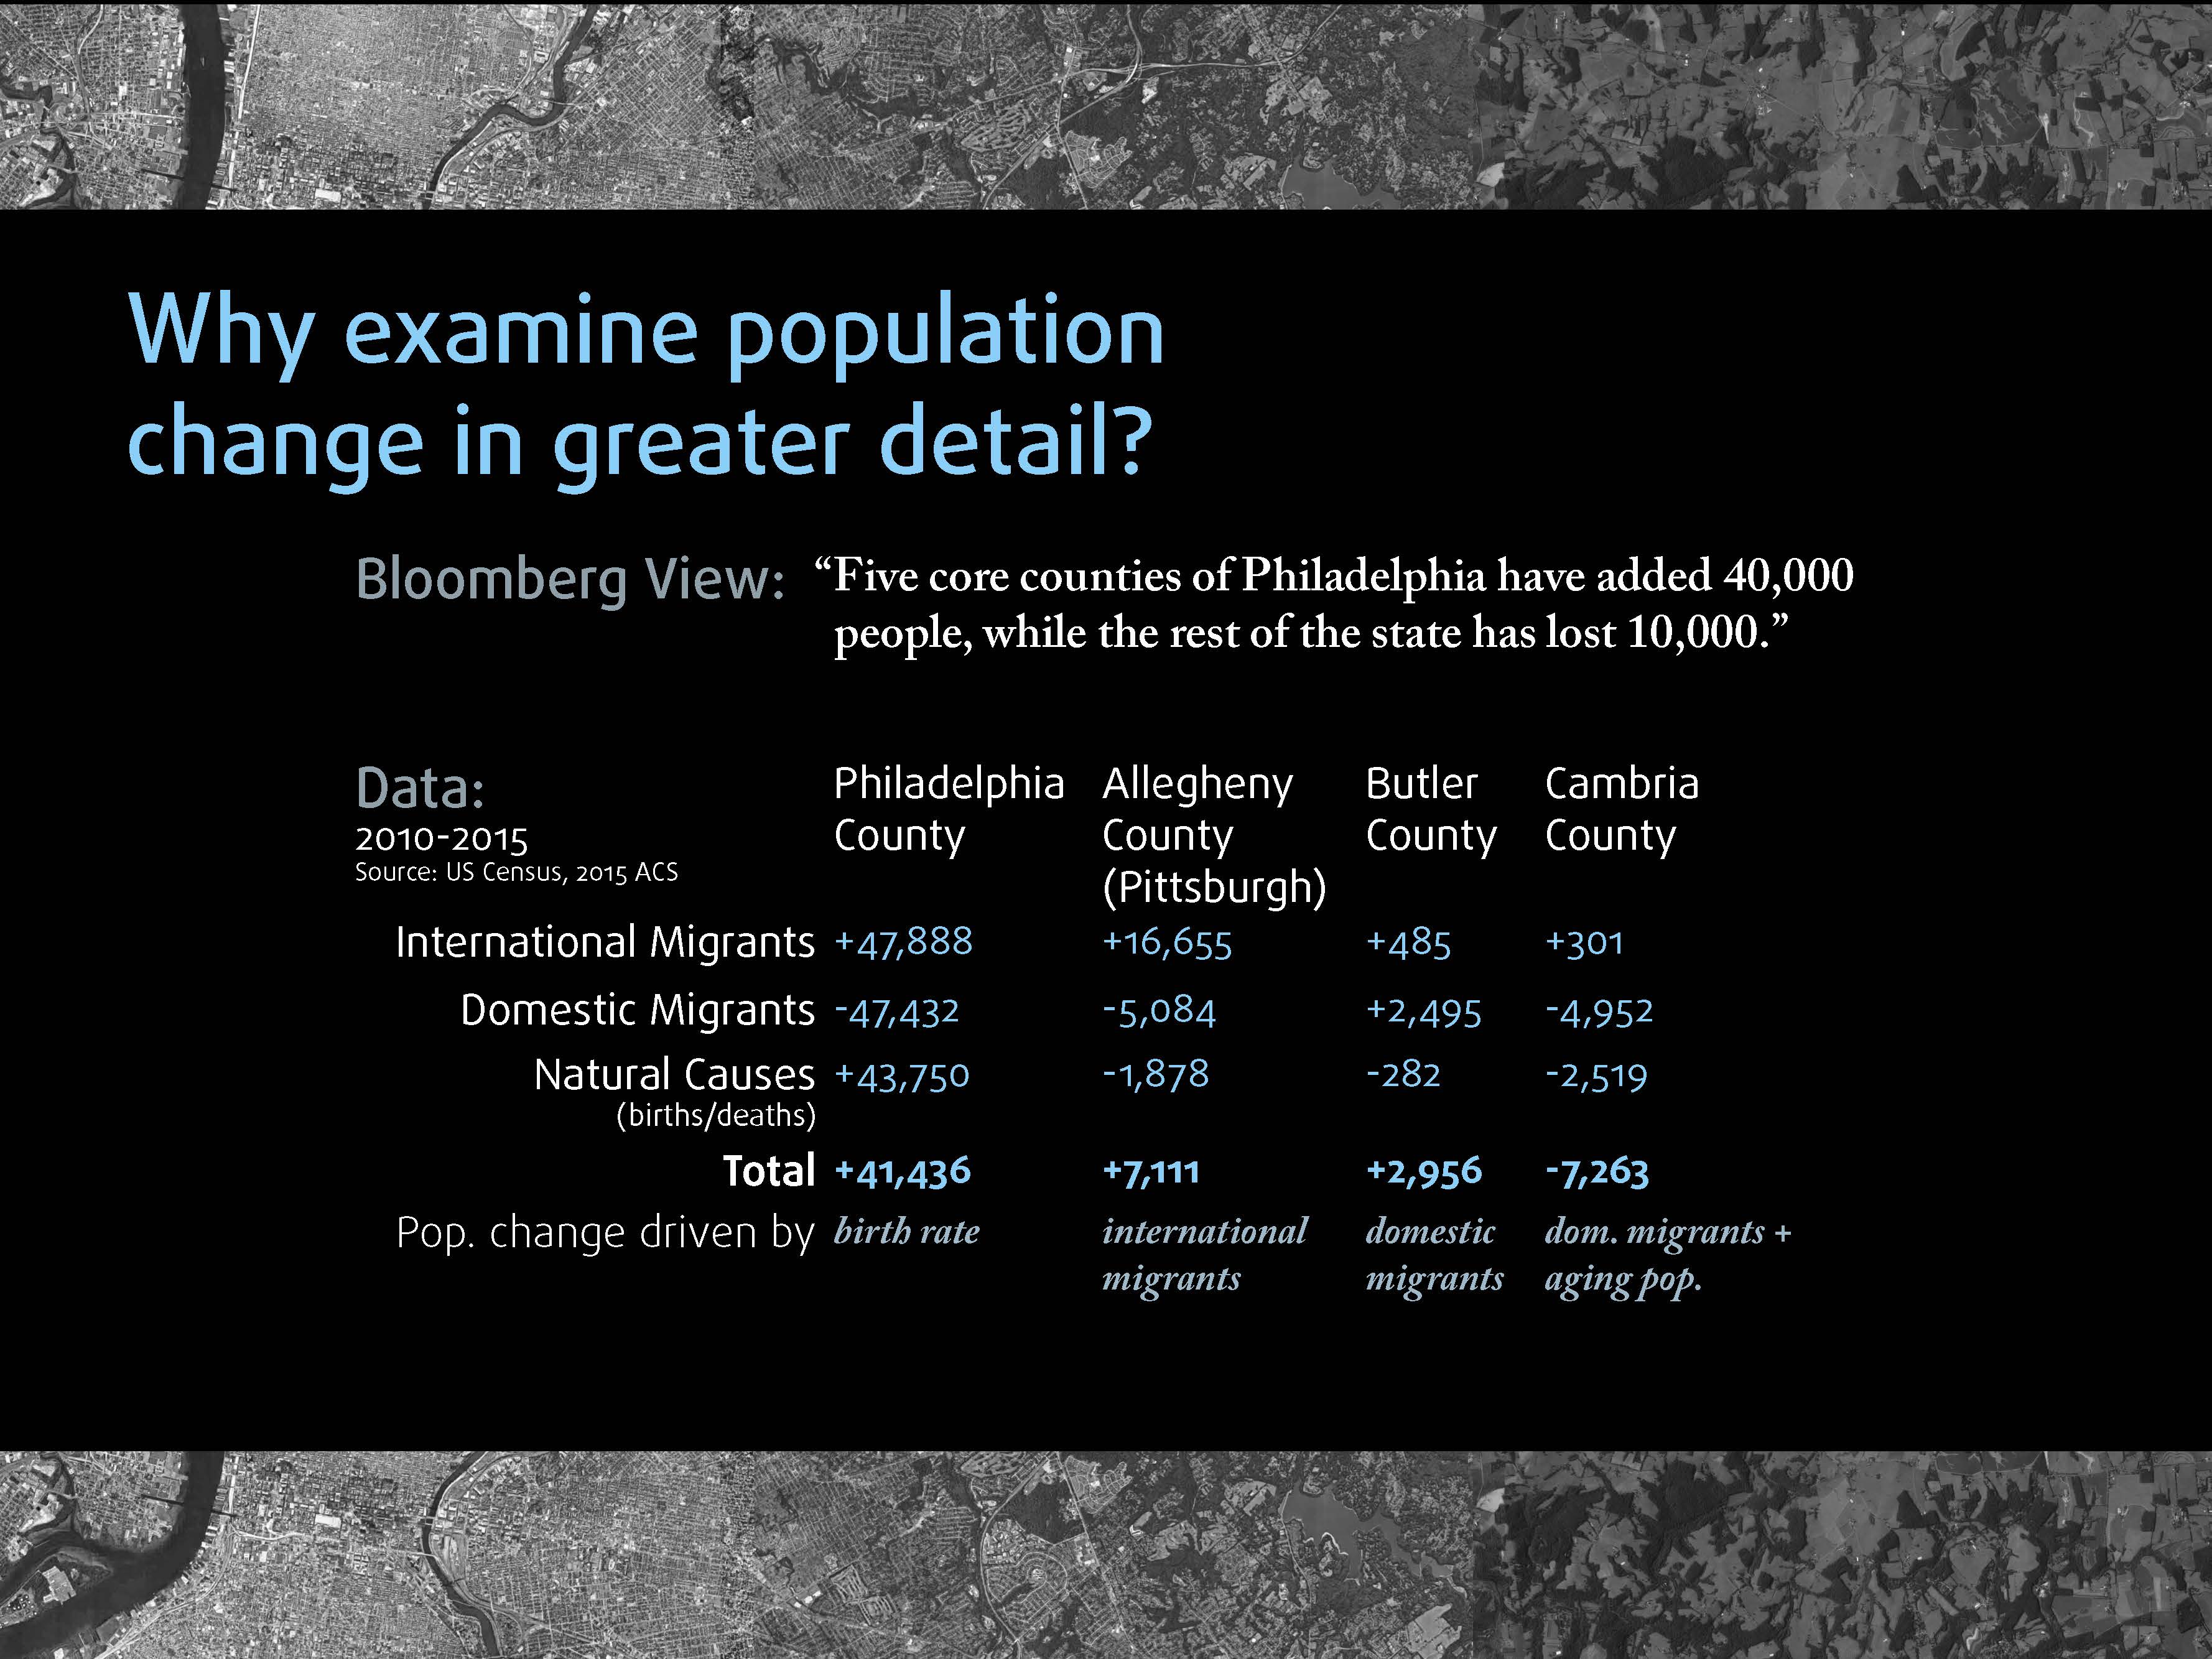 Why examine population
change in greater detail?
Bloomberg View: “Five core counties of Philadelphia have added 40,000
people, while the rest of the state has lost 10,000.”
Data:
2010-2015
Source: US Census, 2015 ACS
Philadelphia County
Allegheny County (Pittsburgh)
Butler County
Cambria County
International Migrants +47,888 +16,655 +485 +301
Domestic Migrants -47,432 -5,084 +2,495 -4,952
Natural Causes +43,750 -1,878 -282 -2,519
(births/deaths)
Total +41,436 +7,111 +2,956 -7,263
Pop. change driven by birth rate international domestic dom. migrants +
migrants migrants aging pop.